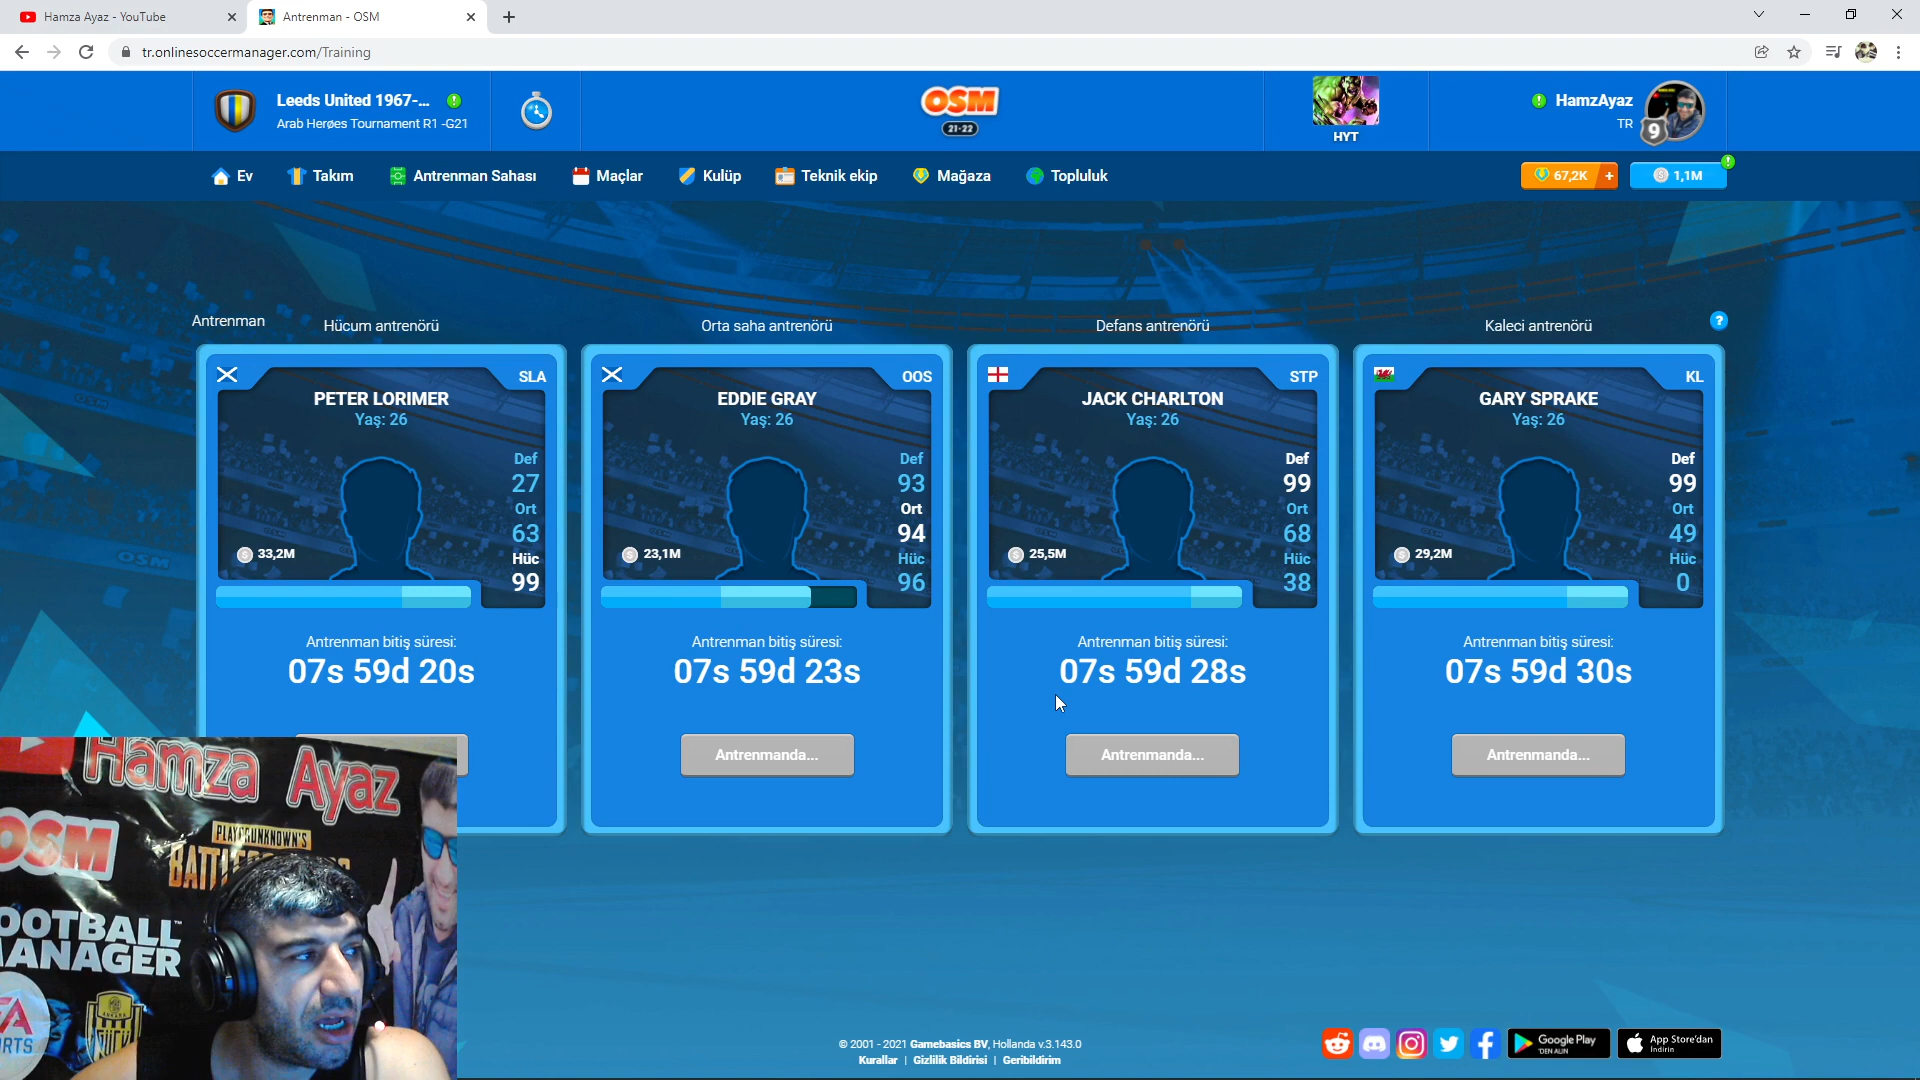 Hamza Ayaz - YouTube
Antrenman - OSM
tr.onlinesoccermanager.com/Training
Leeds United 1967-...
Arab Herøes Tournament R1 -G21
OSM
21-22
HYT
HamzAyaz
TR
9
Ev
Takım
Antrenman Sahası
Maçlar
Kulüp
Teknik ekip
Mağaza
Topluluk
67,2K +
1,1M
Antrenman
Hücum antrenörü
Orta saha antrenörü
Defans antrenörü
Kaleci antrenörü
?
SLA
PETER LORIMER
Yaş: 26
Def
27
Ort
63
Hüc
99
33,2M
Antrenman bitiş süresi:
07s 59d 20s
OOS
EDDIE GRAY
Yaş: 26
Def
93
Ort
94
Hüc
96
23,1M
Antrenman bitiş süresi:
07s 59d 23s
Antrenmanda...
STP
JACK CHARLTON
Yaş: 26
Def
99
Ort
68
Hüc
38
25,5M
Antrenman bitiş süresi:
07s 59d 28s
Antrenmanda...
KL
GARY SPRAKE
Yaş: 26
Def
99
Ort
49
Hüc
0
29,2M
Antrenman bitiş süresi:
07s 59d 30s
Antrenmanda...
Hamza Ayaz
OSM
PLAYERUNKNOWN'S
OOTBALL
ANAGER
© 2001 - 2021 Gamebasics BV, Hollanda v.3.143.0
Kurallar | Gizlilik Bildirisi | Geribildirim
Google Play
'DEN ALIN
App Store'dan
İndirin